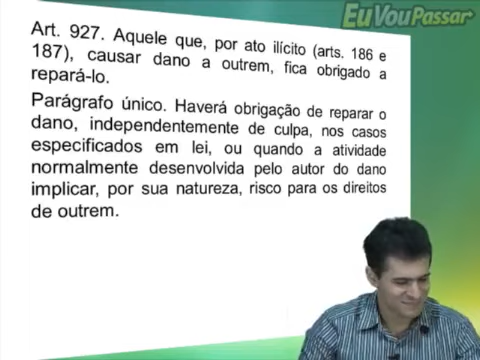 EuVouPassar
Art. 927. Aquele que, por ato ilícito (arts. 186 e
187), causar dano a outrem, fica obrigado a
repará-lo.
Parágrafo único. Haverá obrigação de reparar o
dano, independentemente de culpa, nos casos
especificados em lei, ou quando a atividade
normalmente desenvolvida pelo autor do dano
implicar, por sua natureza, risco para os direitos
de outrem.